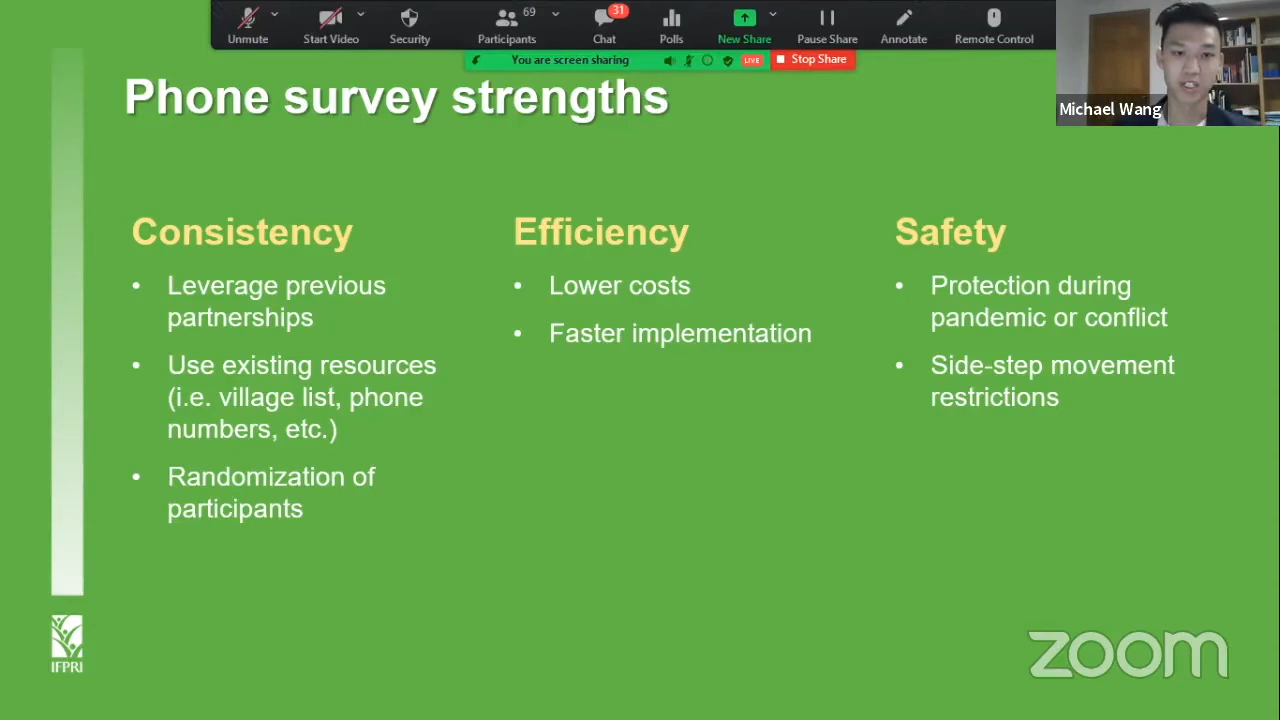 69
31
Unmute
Start Video
Security
Participants
Chat
Polls
New Share
Pause Share
Annotate
Remote Control
You are screen sharing
LIVE
Stop Share
Michael Wang
Phone survey strengths
Consistency
• Leverage previous
partnerships
• Use existing resources
(i.e. village list, phone
numbers, etc.)
• Randomization of
participants
Efficiency
• Lower costs
• Faster implementation
Safety
• Protection during
pandemic or conflict
• Side-step movement
restrictions
IFPRI
zoom